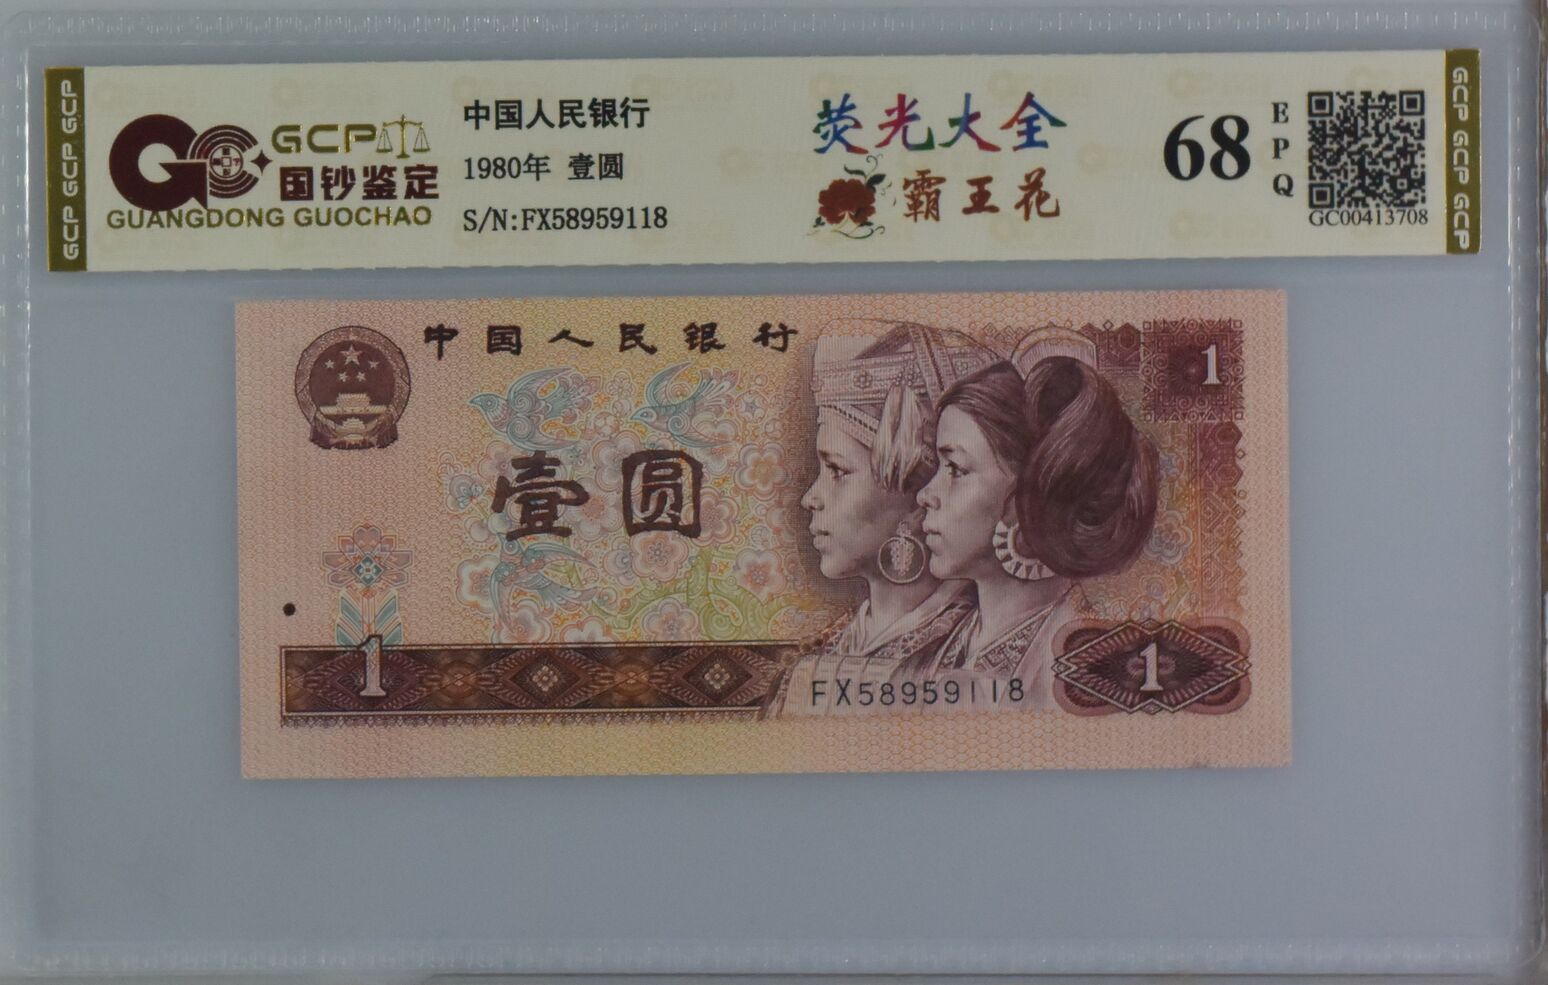 GCP GCP GCP
GCP
国钞鉴定
GUANGDONG GUOCHAO
中国人民银行
1980年 壹圆
S/N:FX58959118
荧光大全
霸王花
68
EPQ
GC00413708
GCP GCP GCP
中国人民银行
1
壹圆
1
FX58959118
1